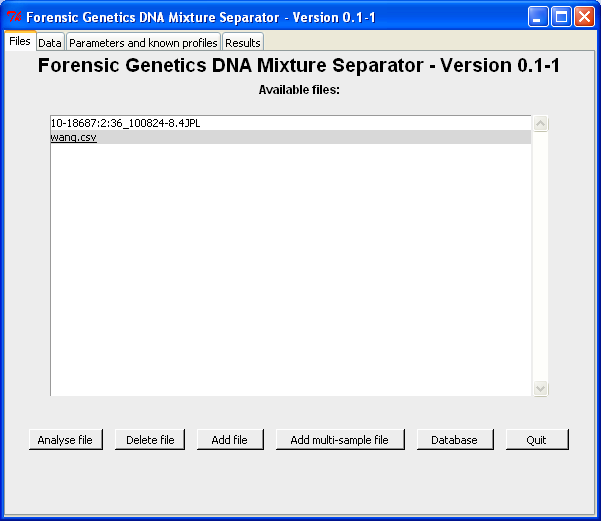 Forensic Genetics DNA Mixture Separator - Version 0.1-1
Files Data Parameters and known profiles Results
Forensic Genetics DNA Mixture Separator - Version 0.1-1
Available files:
10-18687:2:36_100824-8.4JPL
wang.csv
Analyse file Delete file Add file Add multi-sample file Database Quit